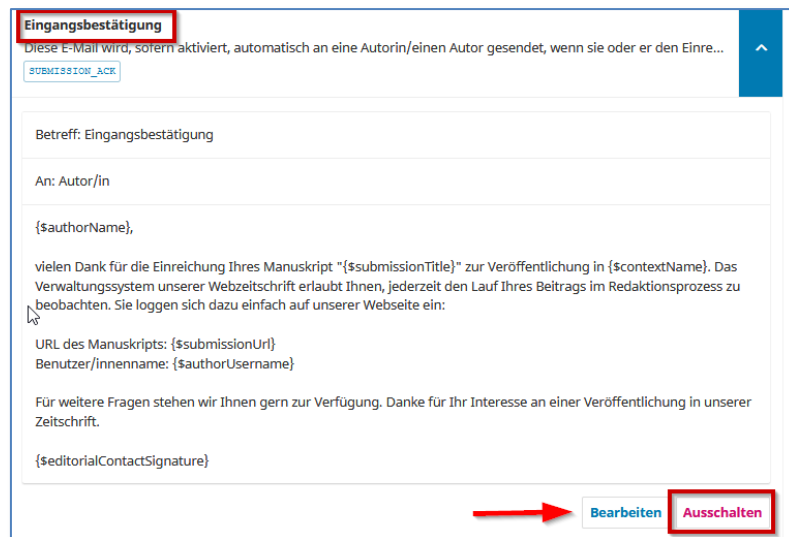 Eingangsbestätigung
Diese E-Mail wird, sofern aktiviert, automatisch an eine Autorin/einen Autor gesendet, wenn sie oder er den Einre...
SUBMISSION_ACK
Betreff: Eingangsbestätigung
An: Autor/in
{$authorName},
vielen Dank für die Einreichung Ihres Manuskript "{$submissionTitle}" zur Veröffentlichung in {$contextName}. Das
Verwaltungssystem unserer Webzeitschrift erlaubt Ihnen, jederzeit den Lauf Ihres Beitrags im Redaktionsprozess zu
beobachten. Sie loggen sich dazu einfach auf unserer Webseite ein:
URL des Manuskripts: {$submissionUrl}
Benutzer/innenname: {$authorUsername}
Für weitere Fragen stehen wir Ihnen gern zur Verfügung. Danke für Ihr Interesse an einer Veröffentlichung in unserer
Zeitschrift.
{$editorialContactSignature}
Bearbeiten Ausschalten